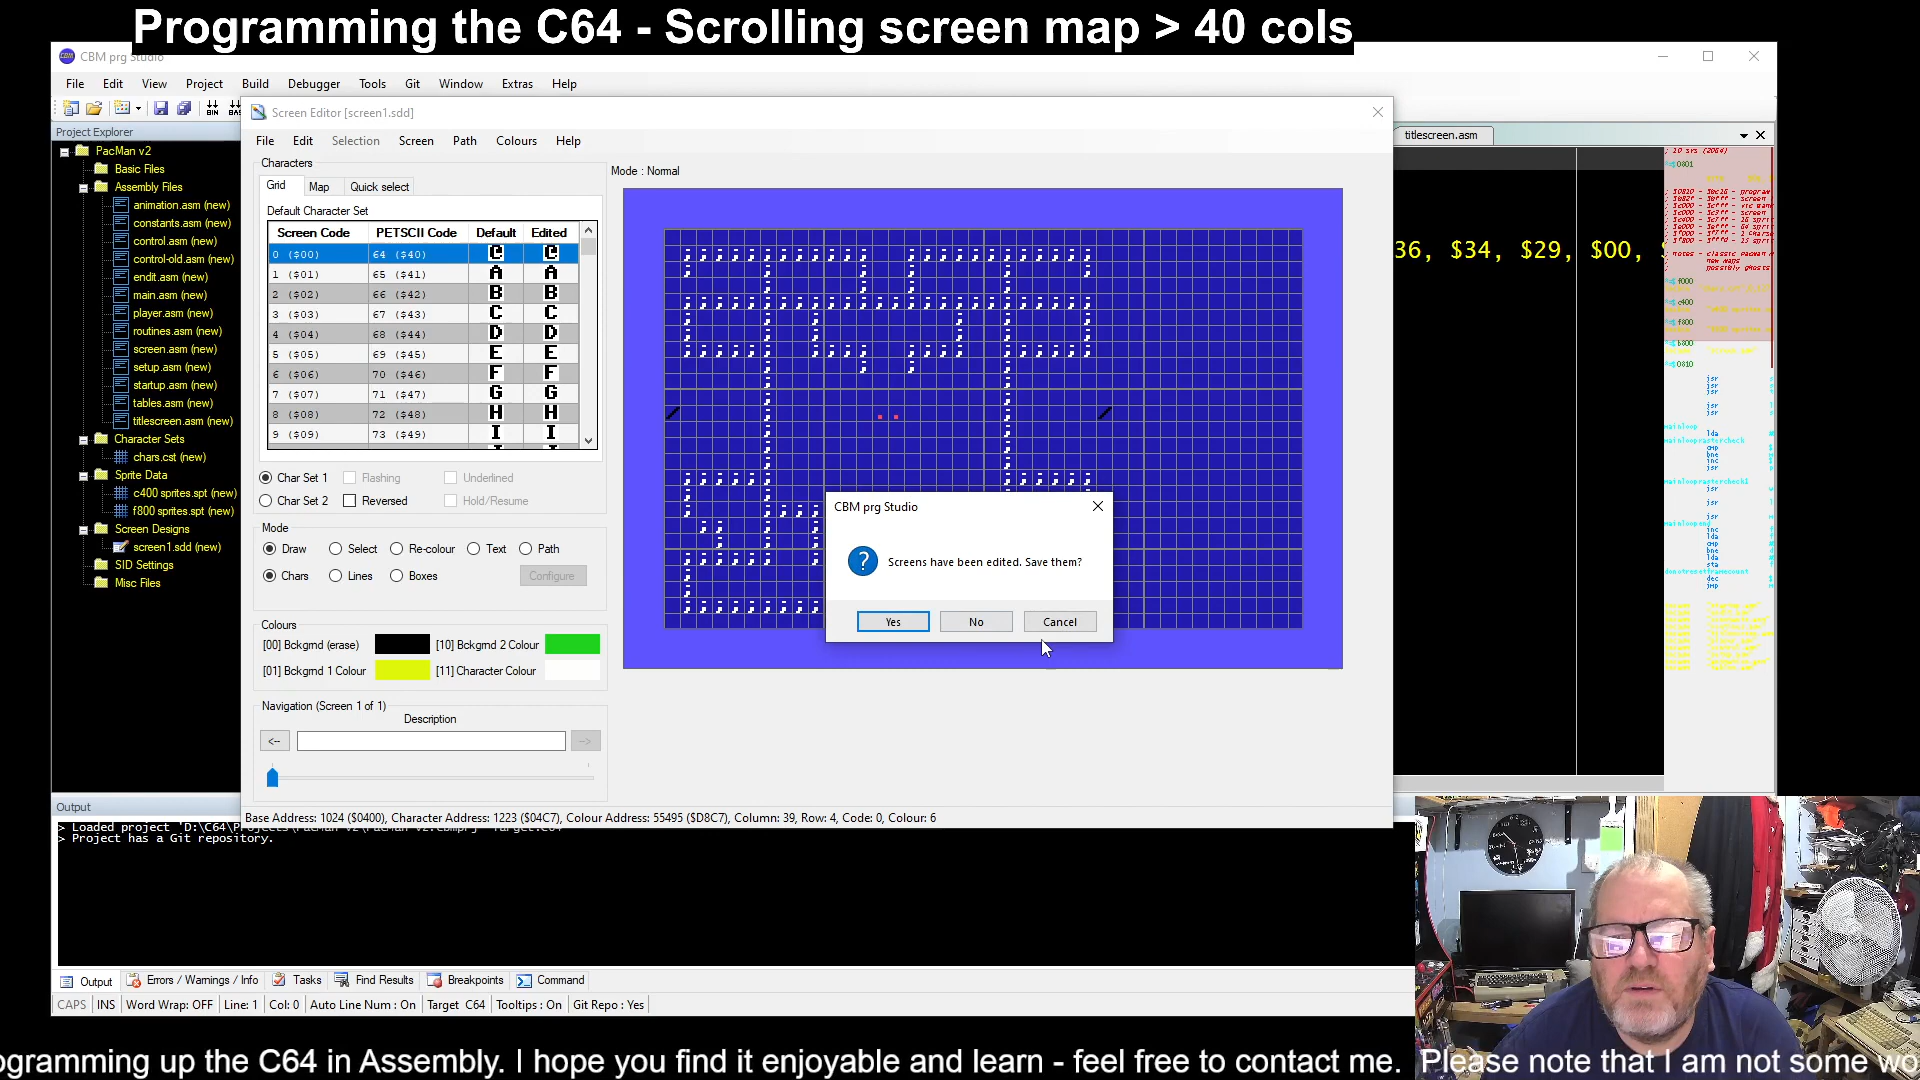 Programming the C64 - Scrolling screen map > 40 cols
CBM prg Studio
File Edit View Project Build Debugger Tools Git Window Extras Help
Project Explorer
PacMan v2
Basic Files
Assembly Files
animation.asm (new)
constants.asm (new)
control.asm (new)
control-old.asm (new)
endit.asm (new)
main.asm (new)
player.asm (new)
routines.asm (new)
screen.asm (new)
setup.asm (new)
startup.asm (new)
tables.asm (new)
titlescreen.asm (new)
Character Sets
chars.cst (new)
Sprite Data
c400 sprites.spt (new)
f800 sprites.spt (new)
Screen Designs
screen1.sdd (new)
SID Settings
Misc Files
Screen Editor [screen1.sdd]
File Edit Selection Screen Path Colours Help
Characters
Grid Map Quick select
Default Character Set
Screen Code PETSCII Code Default Edited
0 ($00) 64 ($40) @ @
1 ($01) 65 ($41) A A
2 ($02) 66 ($42) B B
3 ($03) 67 ($43) C C
4 ($04) 68 ($44) D D
5 ($05) 69 ($45) E E
6 ($06) 70 ($46) F F
7 ($07) 71 ($47) G G
8 ($08) 72 ($48) H H
9 ($09) 73 ($49) I I
Char Set 1 Flashing Underlined
Char Set 2 Reversed Hold/Resume
Mode
Draw Select Re-colour Text Path
Chars Lines Boxes Configure
Colours
[00] Bckgrnd (erase) [10] Bckgrnd 2 Colour
[01] Bckgrnd 1 Colour [11] Character Colour
Navigation (Screen 1 of 1)
Description
<-- -->
Mode : Normal
CBM prg Studio
Screens have been edited. Save them?
Yes No Cancel
Base Address: 1024 ($0400), Character Address: 1223 ($04C7), Colour Address: 55495 ($D8C7), Column: 39, Row: 4, Code: 0, Colour: 6
titlescreen.asm
36, $34, $29, $00,
Output
> Project has a Git repository.
Output Errors / Warnings / Info Tasks Find Results Breakpoints Command
CAPS INS Word Wrap: OFF Line: 1 Col: 0 Auto Line Num : On Target C64 Tooltips : On Git Repo : Yes
ogramming up the C64 in Assembly. I hope you find it enjoyable and learn - feel free to contact me. Please note that I am not some wo